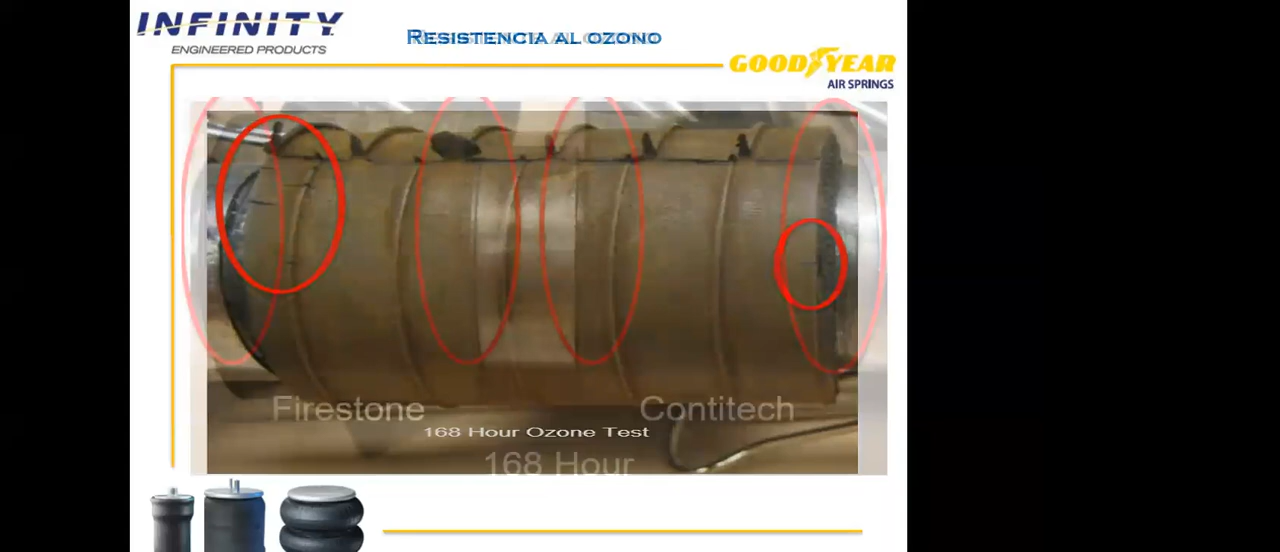 INFINITY
ENGINEERED PRODUCTS
RESISTENCIA AL OZONO
GOODYEAR
AIR SPRINGS
Firestone
Contitech
168 Hour Ozone Test
168 Hour